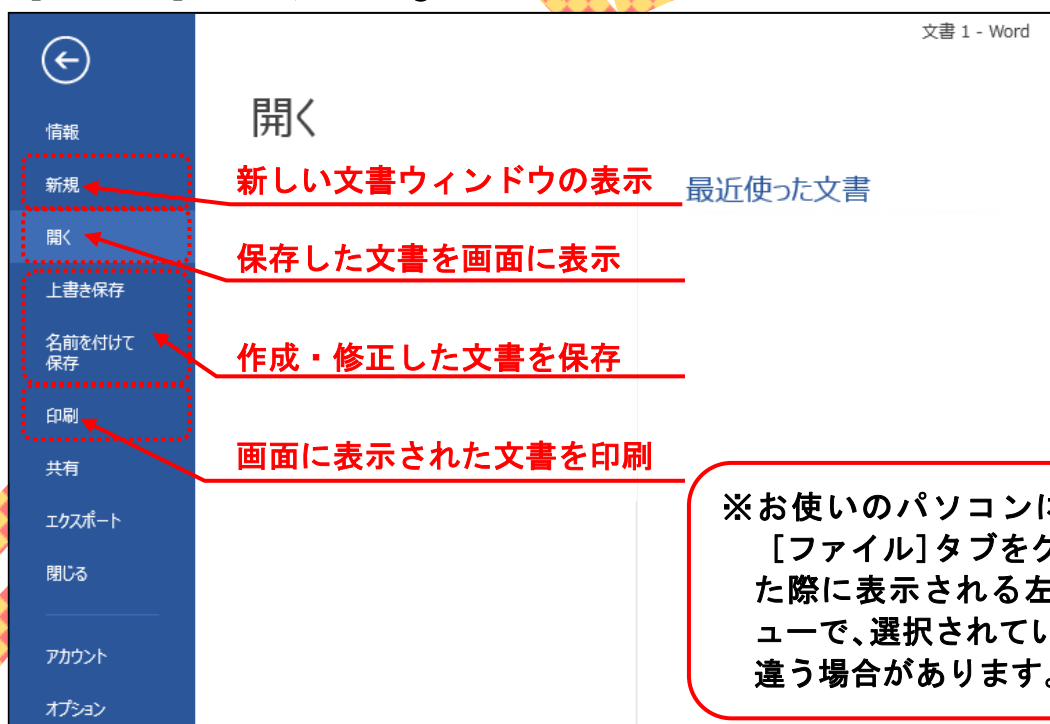 文書 1 - Word
開く
情報
新規
新しい文書ウィンドウの表示
最近使った文書
開く
保存した文書を画面に表示
上書き保存
名前を付けて
保存
作成・修正した文書を保存
印刷
画面に表示された文書を印刷
共有
エクスポート
閉じる
アカウント
オプション
※お使いのパソコンに
[ファイル]タブをク
た際に表示される左
ューで、選択されてい
違う場合があります。